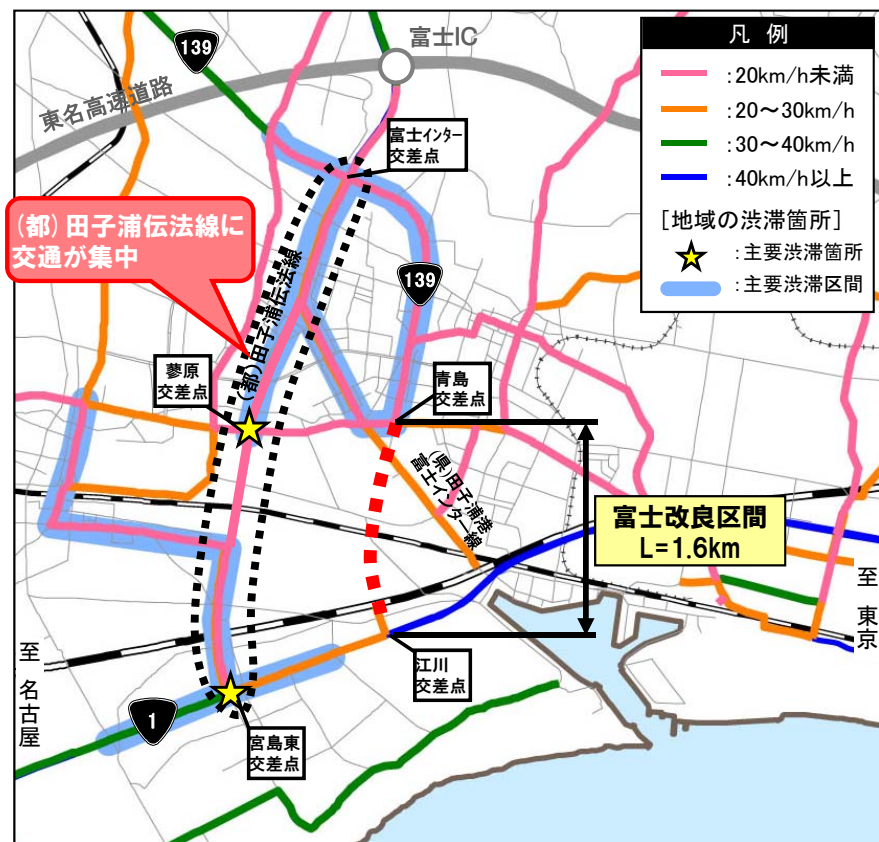 139
富士IC
東名高速道路
富士インター
交差点
(都)田子浦伝法線に
交通が集中
(都)田子浦伝法線
139
蓼原
交差点
青島
交差点
(県)田子浦港
富士インター線
富士改良区間
L=1.6km
至 東京
至 名古屋
江川
交差点
1
宮島東
交差点
凡 例
:20km/h未満
:20～30km/h
:30～40km/h
:40km/h以上
[地域の渋滞箇所]
:主要渋滞箇所
:主要渋滞区間